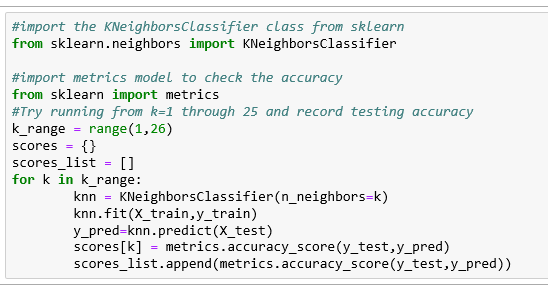 #import the KNeighborsClassifier class from sklearn
from sklearn.neighbors import KNeighborsClassifier

#import metrics model to check the accuracy
from sklearn import metrics
#Try running from k=1 through 25 and record testing accuracy
k_range = range(1,26)
scores = {}
scores_list = []
for k in k_range:
        knn = KNeighborsClassifier(n_neighbors=k)
        knn.fit(X_train,y_train)
        y_pred=knn.predict(X_test)
        scores[k] = metrics.accuracy_score(y_test,y_pred)
        scores_list.append(metrics.accuracy_score(y_test,y_pred))